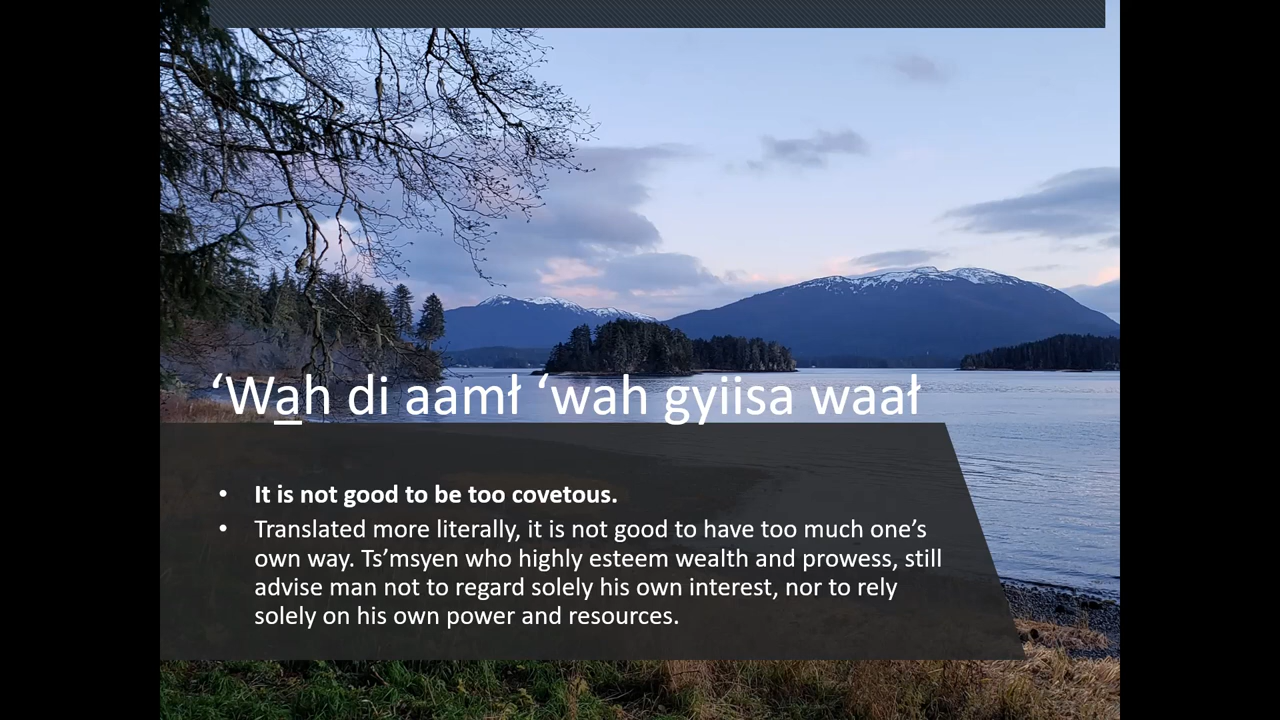 ‘Wa̱h di aamł ‘wah gyiisa waał
• It is not good to be too covetous.
• Translated more literally, it is not good to have too much one’s
own way. Ts’msyen who highly esteem wealth and prowess, still
advise man not to regard solely his own interest, nor to rely
solely on his own power and resources.